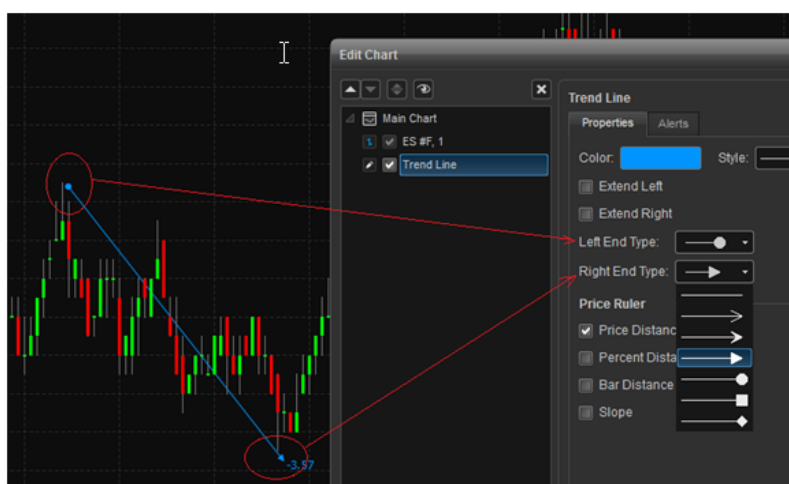 Edit Chart
Trend Line
Main Chart
Properties
Alerts
ES #F, 1
Trend Line
Color:
Style:
Extend Left
Extend Right
Left End Type:
Right End Type:
Price Ruler
Price Distanc
Percent Dista
Bar Distance
Slope
-3.57